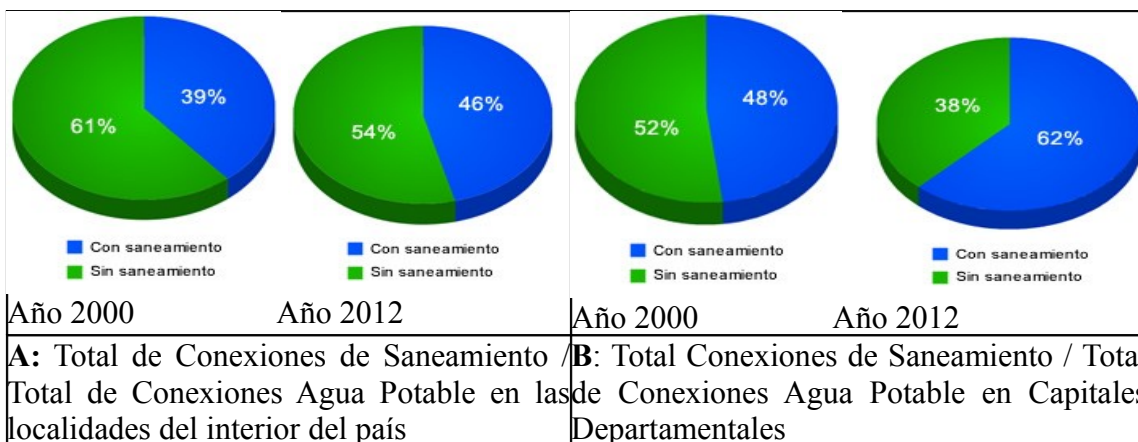 39%
61%
Con saneamiento
Sin saneamiento
46%
54%
Con saneamiento
Sin saneamiento
Año 2000 Año 2012
A: Total de Conexiones de Saneamiento /
Total de Conexiones Agua Potable en las
localidades del interior del país
48%
52%
Con saneamiento
Sin saneamiento
38%
62%
Con saneamiento
Sin saneamiento
Año 2000 Año 2012
B: Total Conexiones de Saneamiento / Total
de Conexiones Agua Potable en Capitales
Departamentales